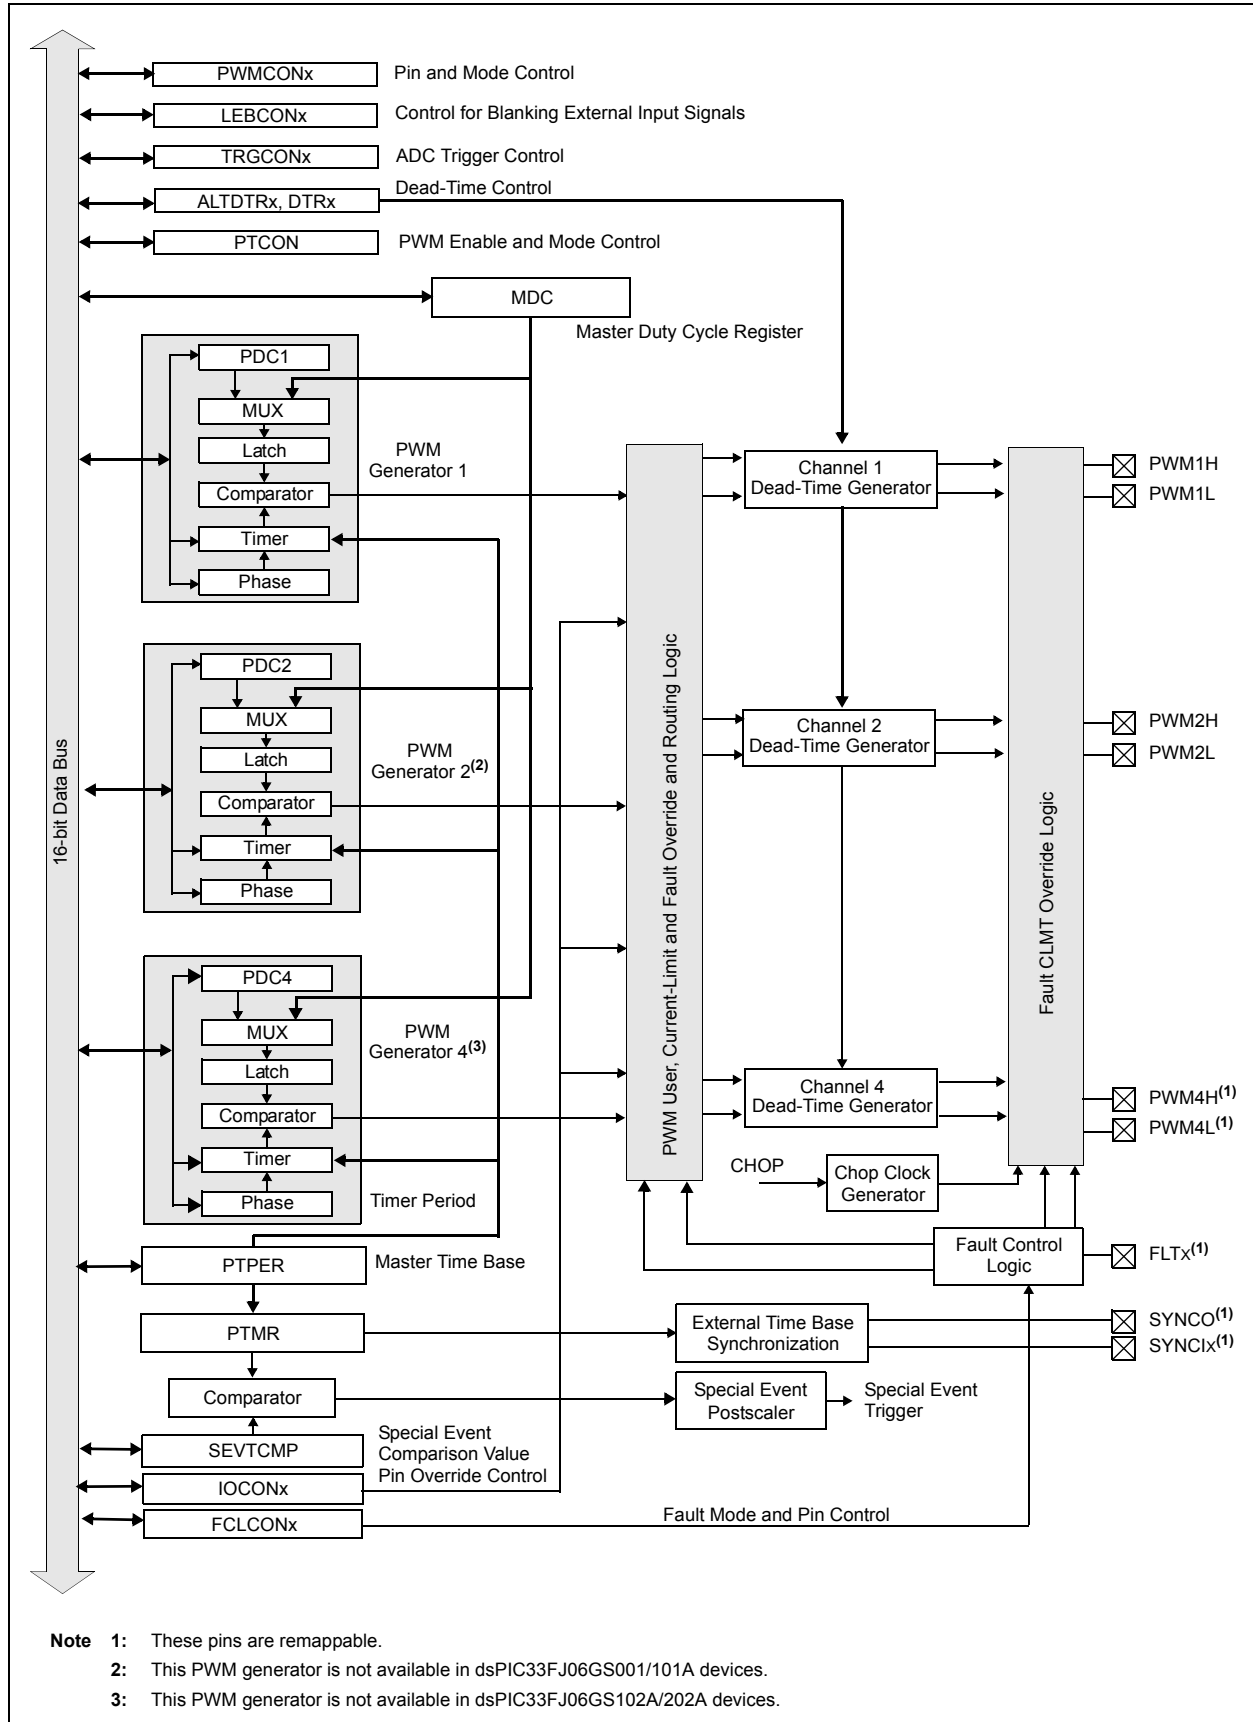 PWMCONx
Pin and Mode Control
LEBCONx
Control for Blanking External Input Signals
TRGCONx
ADC Trigger Control
ALTDTRx, DTRx
Dead-Time Control
PTCON
PWM Enable and Mode Control
MDC
Master Duty Cycle Register
16-bit Data Bus
PDC1
MUX
Latch
Comparator
Timer
Phase
PWM
Generator 1
PDC2
MUX
Latch
Comparator
Timer
Phase
PWM
Generator 2(2)
PDC4
MUX
Latch
Comparator
Timer
Phase
PWM
Generator 4(3)
Timer Period
PWM User, Current-Limit and Fault Override and Routing Logic
Channel 1
Dead-Time Generator
Channel 2
Dead-Time Generator
Channel 4
Dead-Time Generator
Fault CLMT Override Logic
PWM1H
PWM1L
PWM2H
PWM2L
PWM4H(1)
PWM4L(1)
CHOP
Chop Clock
Generator
PTPER
Master Time Base
Fault Control
Logic
FLTx(1)
PTMR
External Time Base
Synchronization
SYNCO(1)
SYNCIx(1)
Comparator
Special Event
Postscaler
Special Event
Trigger
SEVTCMP
Special Event
Comparison Value
IOCONx
Pin Override Control
FCLCONx
Fault Mode and Pin Control
Note 1: These pins are remappable.
2: This PWM generator is not available in dsPIC33FJ06GS001/101A devices.
3: This PWM generator is not available in dsPIC33FJ06GS102A/202A devices.